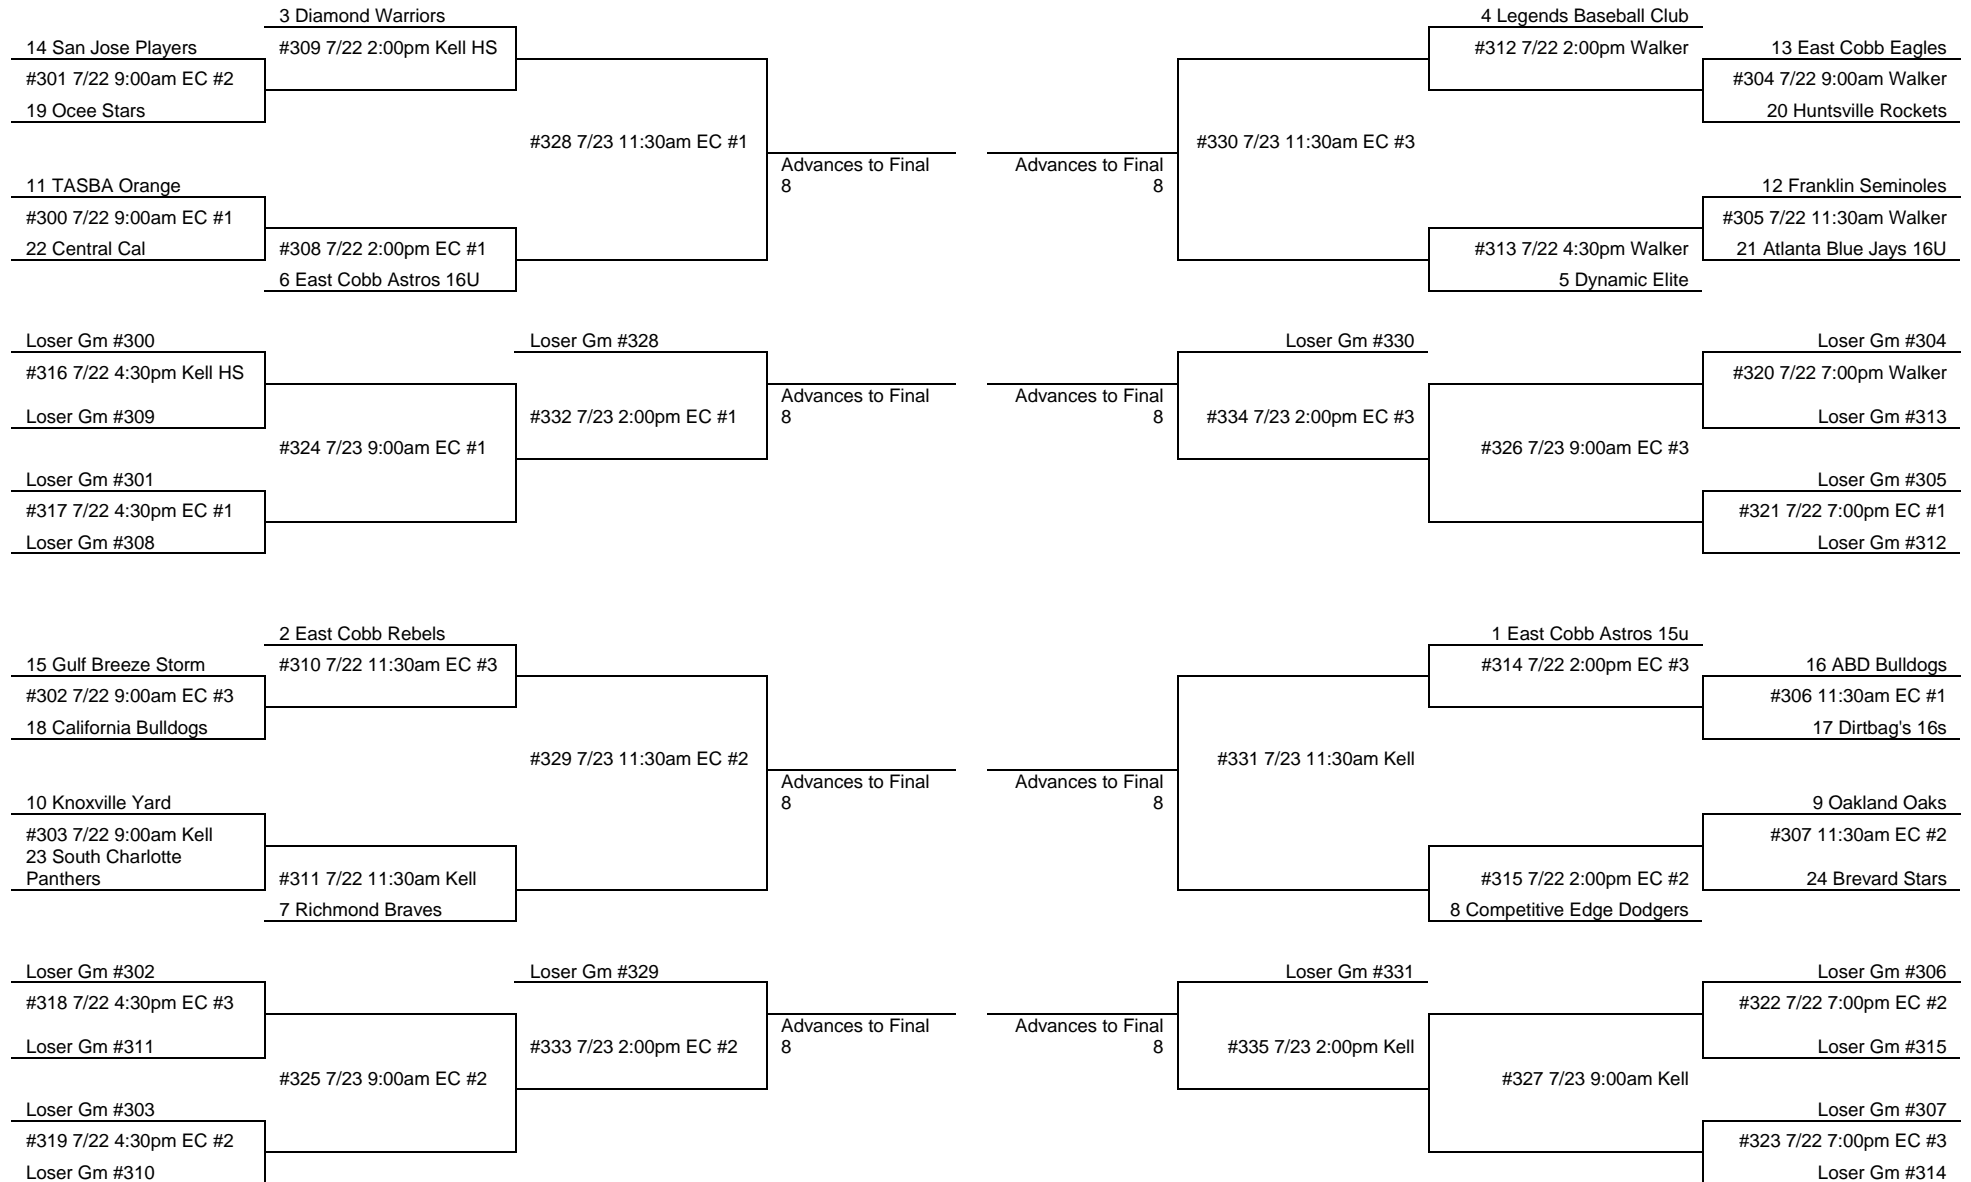 3 Diamond Warriors
4 Legends Baseball Club
14 San Jose Players
#309 7/22 2:00pm Kell HS
#312 7/22 2:00pm Walker
13 East Cobb Eagles
#301 7/22 9:00am EC #2
#304 7/22 9:00am Walker
19 Ocee Stars
20 Huntsville Rockets
#328 7/23 11:30am EC #1
#330 7/23 11:30am EC #3
Advances to Final
8
Advances to Final
8
11 TASBA Orange
12 Franklin Seminoles
#300 7/22 9:00am EC #1
#305 7/22 11:30am Walker
22 Central Cal
#308 7/22 2:00pm EC #1
#313 7/22 4:30pm Walker
21 Atlanta Blue Jays 16U
6 East Cobb Astros 16U
5 Dynamic Elite
Loser Gm #300
Loser Gm #328
Loser Gm #330
Loser Gm #304
#316 7/22 4:30pm Kell HS
#320 7/22 7:00pm Walker
Advances to Final
8
Advances to Final
8
Loser Gm #309
#332 7/23 2:00pm EC #1
#334 7/23 2:00pm EC #3
Loser Gm #313
#324 7/23 9:00am EC #1
#326 7/23 9:00am EC #3
Loser Gm #301
Loser Gm #305
#317 7/22 4:30pm EC #1
#321 7/22 7:00pm EC #1
Loser Gm #308
Loser Gm #312
2 East Cobb Rebels
1 East Cobb Astros 15u
15 Gulf Breeze Storm
#310 7/22 11:30am EC #3
#314 7/22 2:00pm EC #3
16 ABD Bulldogs
#302 7/22 9:00am EC #3
#306 11:30am EC #1
18 California Bulldogs
17 Dirtbag's 16s
#329 7/23 11:30am EC #2
#331 7/23 11:30am Kell
Advances to Final
8
Advances to Final
8
10 Knoxville Yard
9 Oakland Oaks
#303 7/22 9:00am Kell
#307 11:30am EC #2
23 South Charlotte
Panthers
#311 7/22 11:30am Kell
#315 7/22 2:00pm EC #2
24 Brevard Stars
7 Richmond Braves
8 Competitive Edge Dodgers
Loser Gm #302
Loser Gm #329
Loser Gm #331
Loser Gm #306
#318 7/22 4:30pm EC #3
#322 7/22 7:00pm EC #2
Advances to Final
8
Advances to Final
8
Loser Gm #311
#333 7/23 2:00pm EC #2
#335 7/23 2:00pm Kell
Loser Gm #315
#325 7/23 9:00am EC #2
#327 7/23 9:00am Kell
Loser Gm #303
Loser Gm #307
#319 7/22 4:30pm EC #2
#323 7/22 7:00pm EC #3
Loser Gm #310
Loser Gm #314